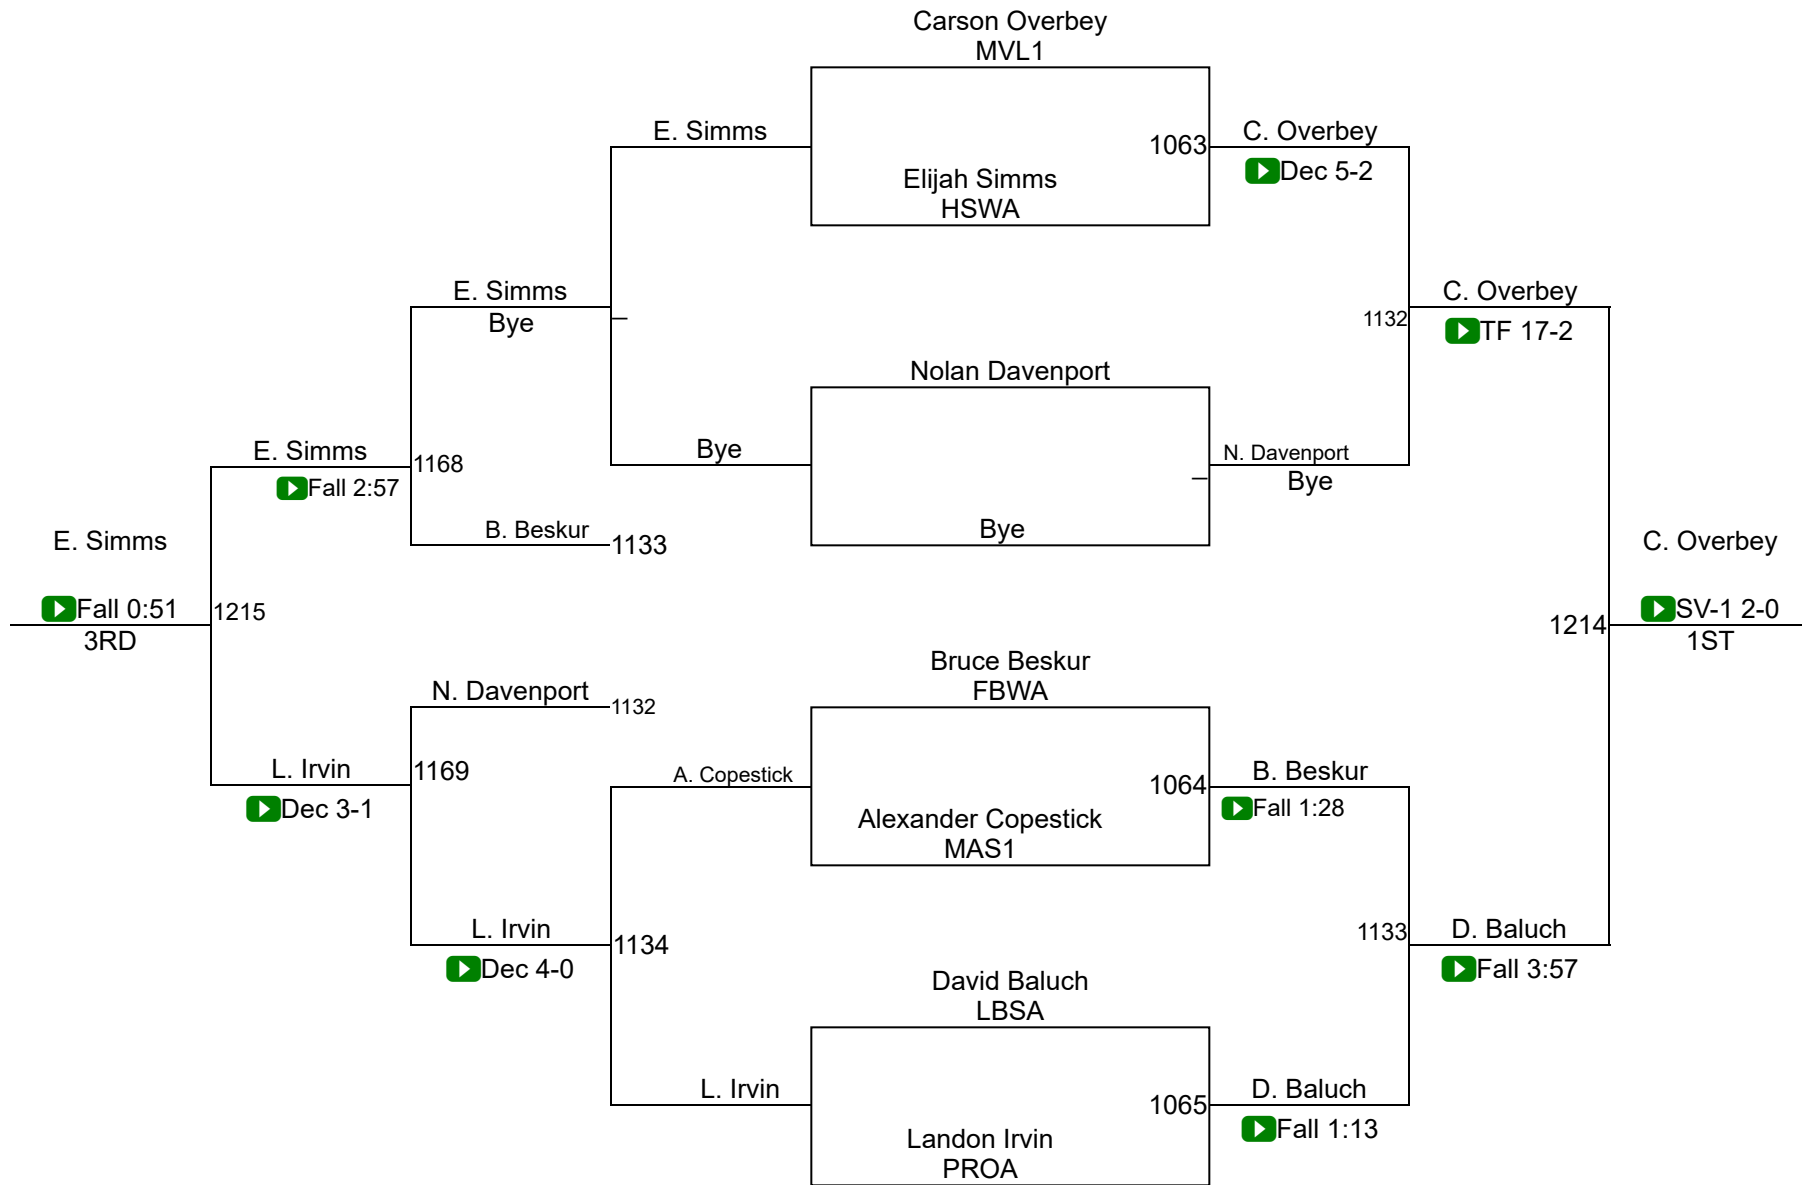 Carson Overbey
MVL1
E. Simms
1063
C. Overbey
Dec 5-2
Elijah Simms
HSWA
E. Simms
Bye
1132
C. Overbey
TF 17-2
Nolan Davenport
E. Simms
Fall 2:57
1168
Bye
N. Davenport
Bye
B. Beskur
1133
Bye
E. Simms
Fall 0:51
3RD
1215
C. Overbey
1214
SV-1 2-0
1ST
Bruce Beskur
FBWA
N. Davenport
1132
L. Irvin
Dec 3-1
1169
A. Copestick
1064
B. Beskur
Fall 1:28
Alexander Copestick
MAS1
L. Irvin
Dec 4-0
1134
1133
D. Baluch
Fall 3:57
David Baluch
LBSA
L. Irvin
1065
D. Baluch
Fall 1:13
Landon Irvin
PROA